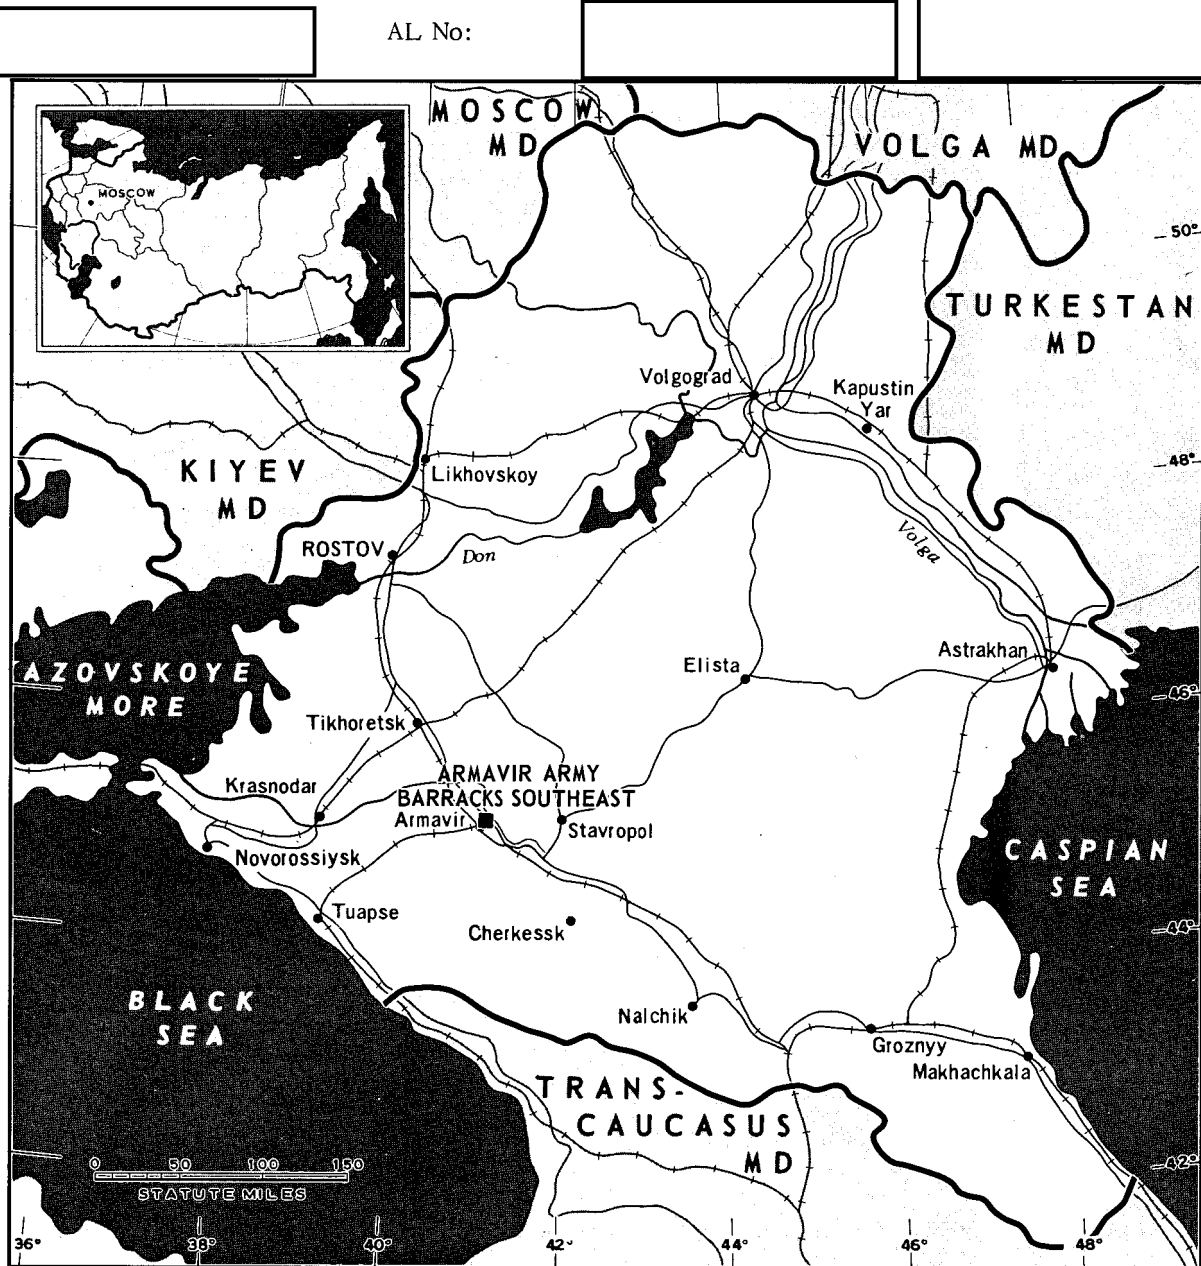 AL No:
MOSCOW
MD
VOLGA MD
MOSCOW
50°
TURKESTAN
MD
Volgograd
Kapustin
Yar
KIYEV
MD
Likhovskoy
48°
ROSTOV
Don
Volga
Astrakhan
Elista
AZOVSKOYE
MORE
46°
Tikhoretsk
Krasnodar
ARMAVIR ARMY
BARRACKS SOUTHEAST
Armavir
Stavropol
Novorossiysk
CASPIAN
SEA
Tuapse
Cherkessk
44°
BLACK
SEA
Nalchik
Groznyy
Makhachkala
TRANS-
CAUCASUS
MD
0 50 100 150
STATUTE MILES
42°
36° 38° 40° 42° 44° 46° 48°